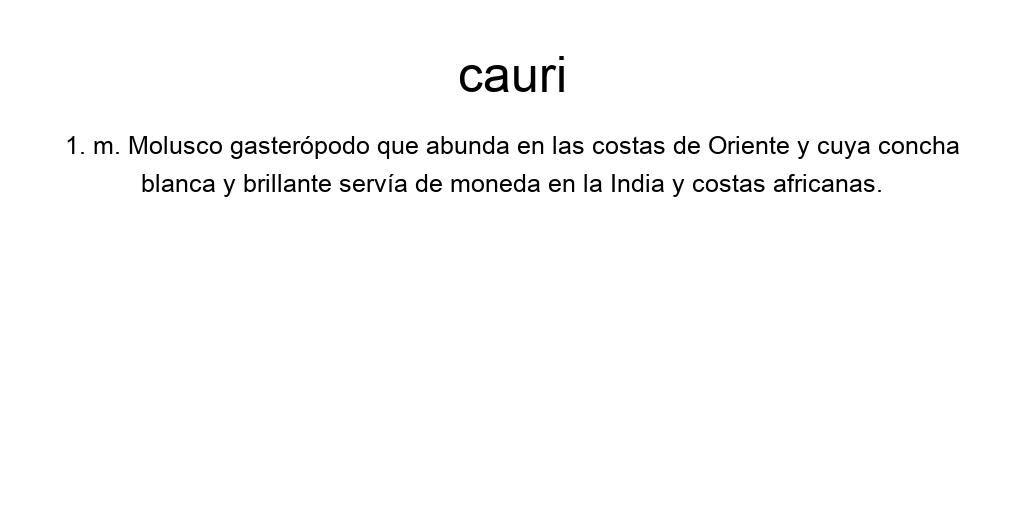 cauri
1. m. Molusco gasterópodo que abunda en las costas de Oriente y cuya concha
blanca y brillante servía de moneda en la India y costas africanas.